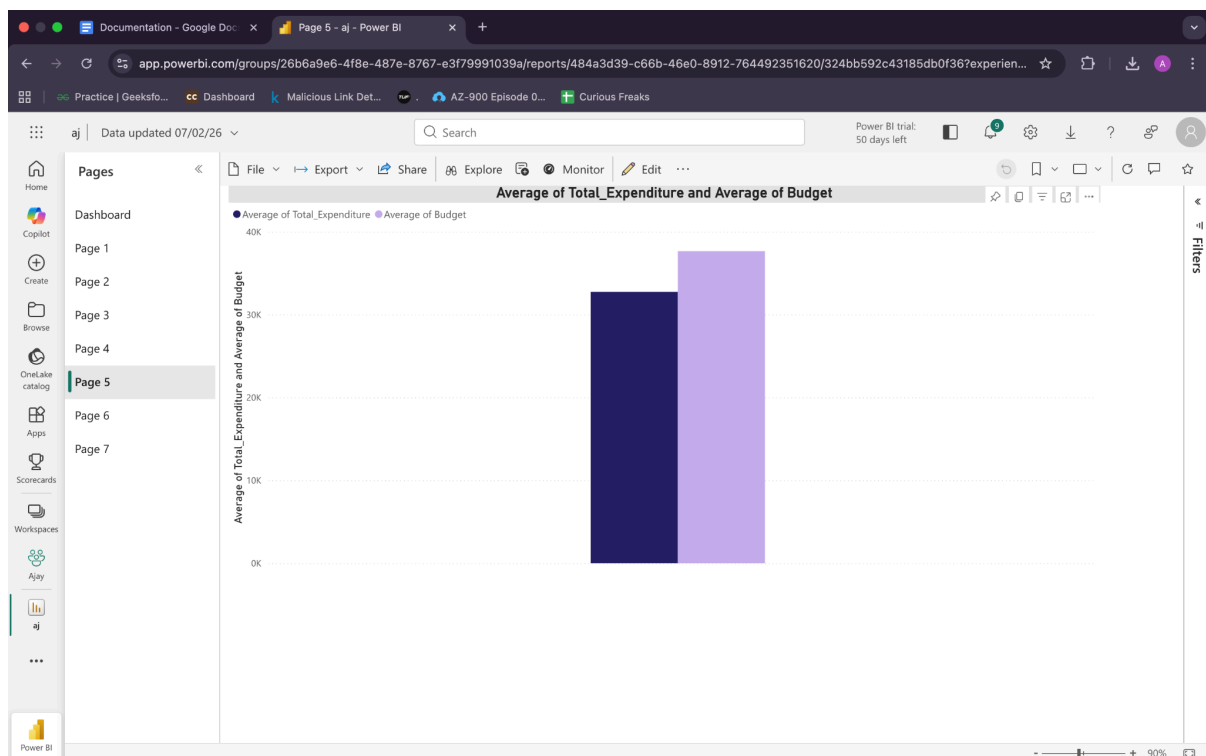 Documentation - Google Doc
Page 5 - aj - Power BI
app.powerbi.com/groups/26b6a9e6-4f8e-487e-8767-e3f79991039a/reports/484a3d39-c66b-46e0-8912-764492351620/324bb592c43185db0f36?experien...
A
Practice | Geeksfo...
cc Dashboard
Malicious Link Det...
.
AZ-900 Episode 0...
Curious Freaks
aj
Data updated 07/02/26
Search
Power BI trial:
50 days left
9
?
Home
Copilot
Create
Browse
OneLake
catalog
Apps
Scorecards
Workspaces
Ajay
aj
Power BI
Pages
Dashboard
Page 1
Page 2
Page 3
Page 4
Page 5
Page 6
Page 7
File
Export
Share
Explore
Monitor
Edit
Average of Total_Expenditure and Average of Budget
Average of Total_Expenditure
Average of Budget
Average of Total_Expenditure and Average of Budget
40K
30K
20K
10K
0K
Filters
- + 90%